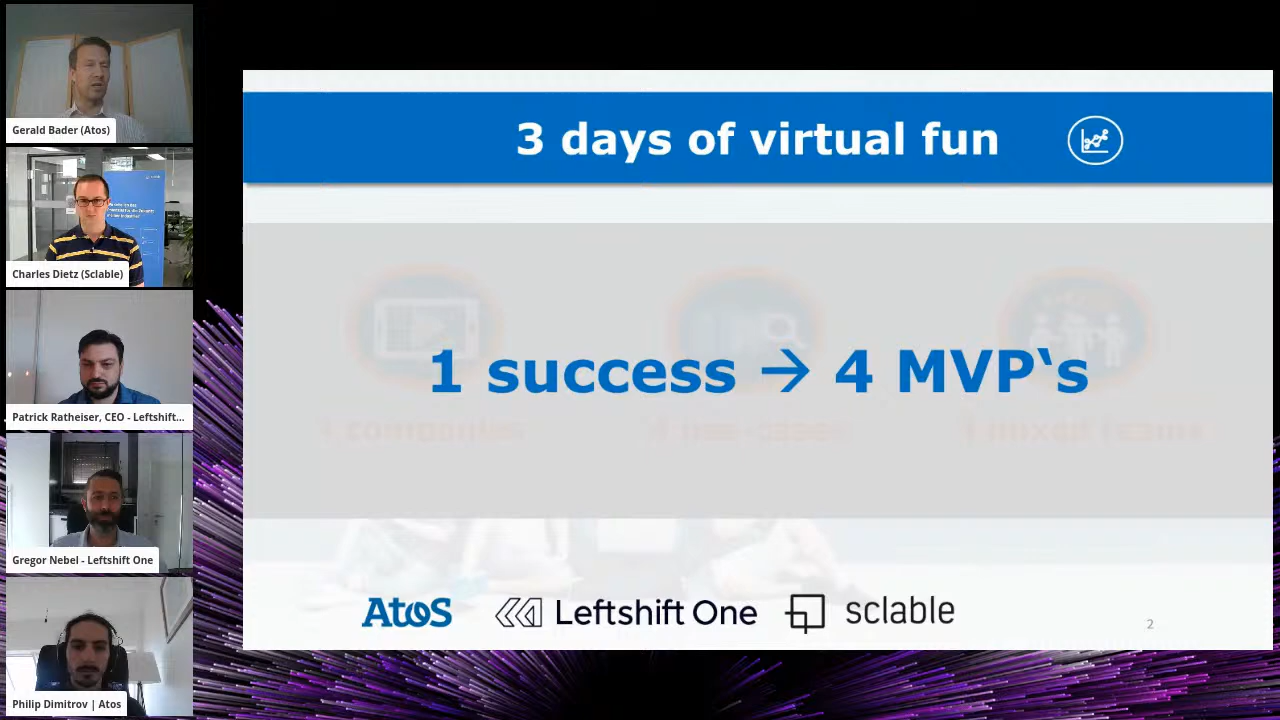 Gerald Bader (Atos)
Charles Dietz (Sclable)
Patrick Ratheiser, CEO - Leftshift...
Gregor Nebel - Leftshift One
Philip Dimitrov | Atos
3 days of virtual fun
1 success → 4 MVP‘s
Atos
Leftshift One
sclable
2